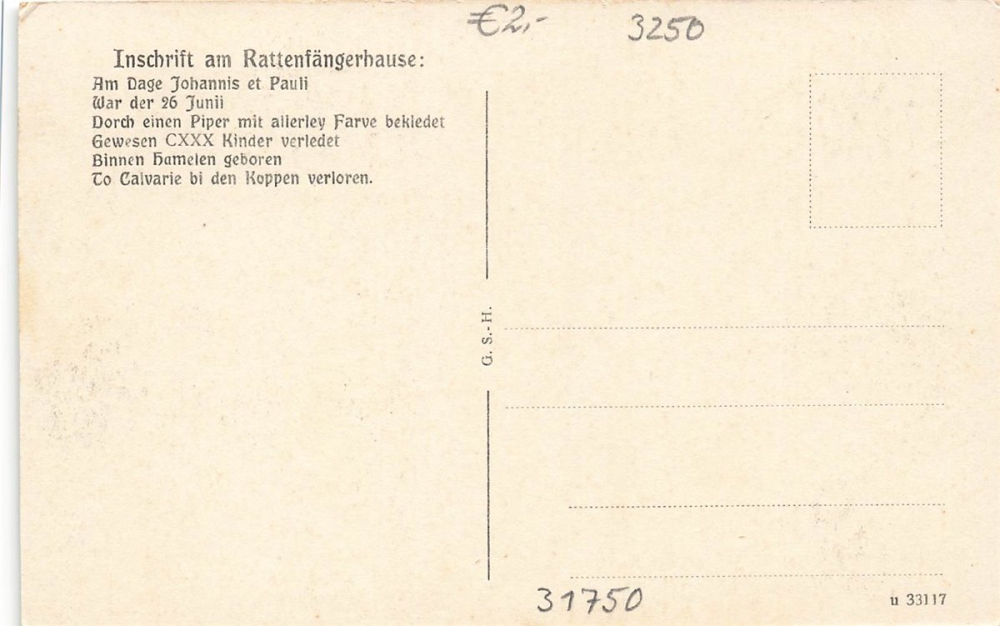 €2,-
3250
Inschrift am Rattenfängerhause:
Am Dage Johannis et Pauli
War der 26 Junii
Dorch einen Piper mit allerley Farve bekledet
Gewesen CXXX Kinder verledet
Binnen Hamelen geboren
To Calvarie bi den Koppen verloren.
G. S.-H.
31750
u 33117